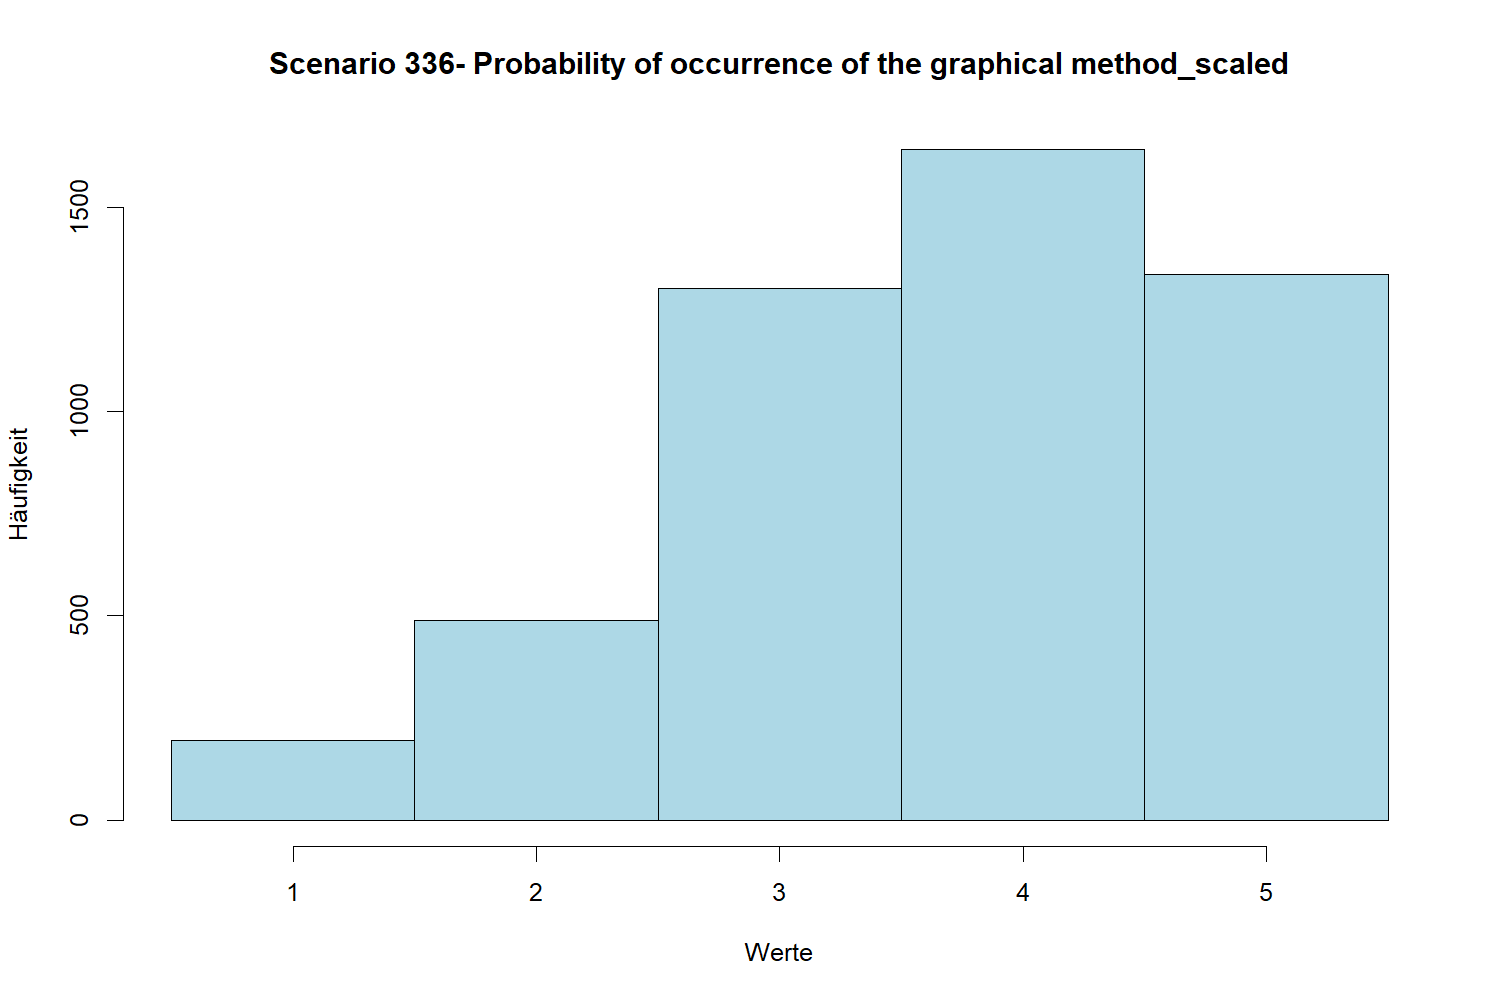 Scenario 336- Probability of occurrence of the graphical method_scaled
Häufigkeit
1500
1000
500
0
1 2 3 4 5
Werte